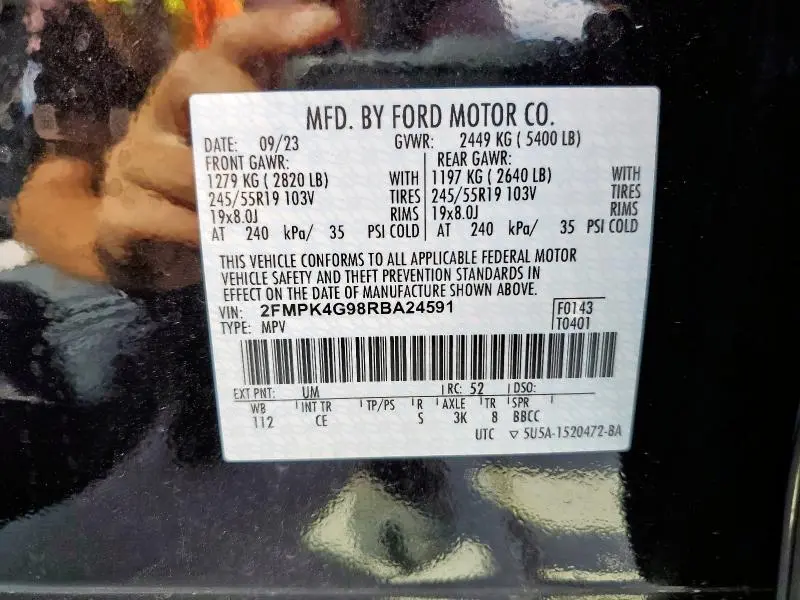 MFD. BY FORD MOTOR CO.
DATE: 09/23 GVWR: 2449 KG ( 5400 LB)
FRONT GAWR: REAR GAWR:
1279 KG ( 2820 LB) WITH 1197 KG ( 2640 LB) WITH
245/55R19 103V TIRES 245/55R19 103V TIRES
19x8.0J RIMS 19x8.0J RIMS
AT 240 kPa/ 35 PSI COLD AT 240 kPa/ 35 PSI COLD
THIS VEHICLE CONFORMS TO ALL APPLICABLE FEDERAL MOTOR
VEHICLE SAFETY AND THEFT PREVENTION STANDARDS IN
EFFECT ON THE DATE OF MANUFACTURE SHOWN ABOVE.
VIN: 2FMPK4G98RBA24591 F0143
TYPE: MPV T0401
EXT PNT: UM RC: 52 DSO:
WB INT TR TP/PS R AXLE TR SPR
112 CE S 3K 8 BBCC
UTC ▽ 5U5A-1520472-BA